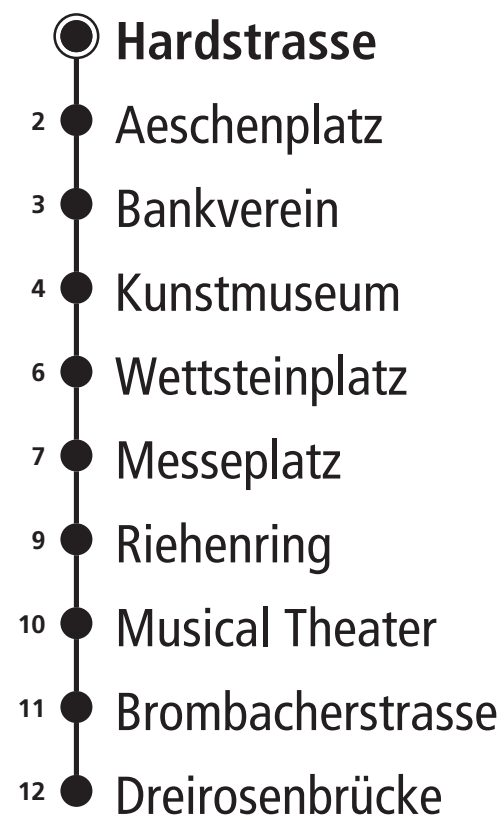 Hardstrasse
2 Aeschenplatz
3 Bankverein
4 Kunstmuseum
6 Wettsteinplatz
7 Messeplatz
9 Riehenring
10 Musical Theater
11 Brombacherstrasse
12 Dreirosenbrücke